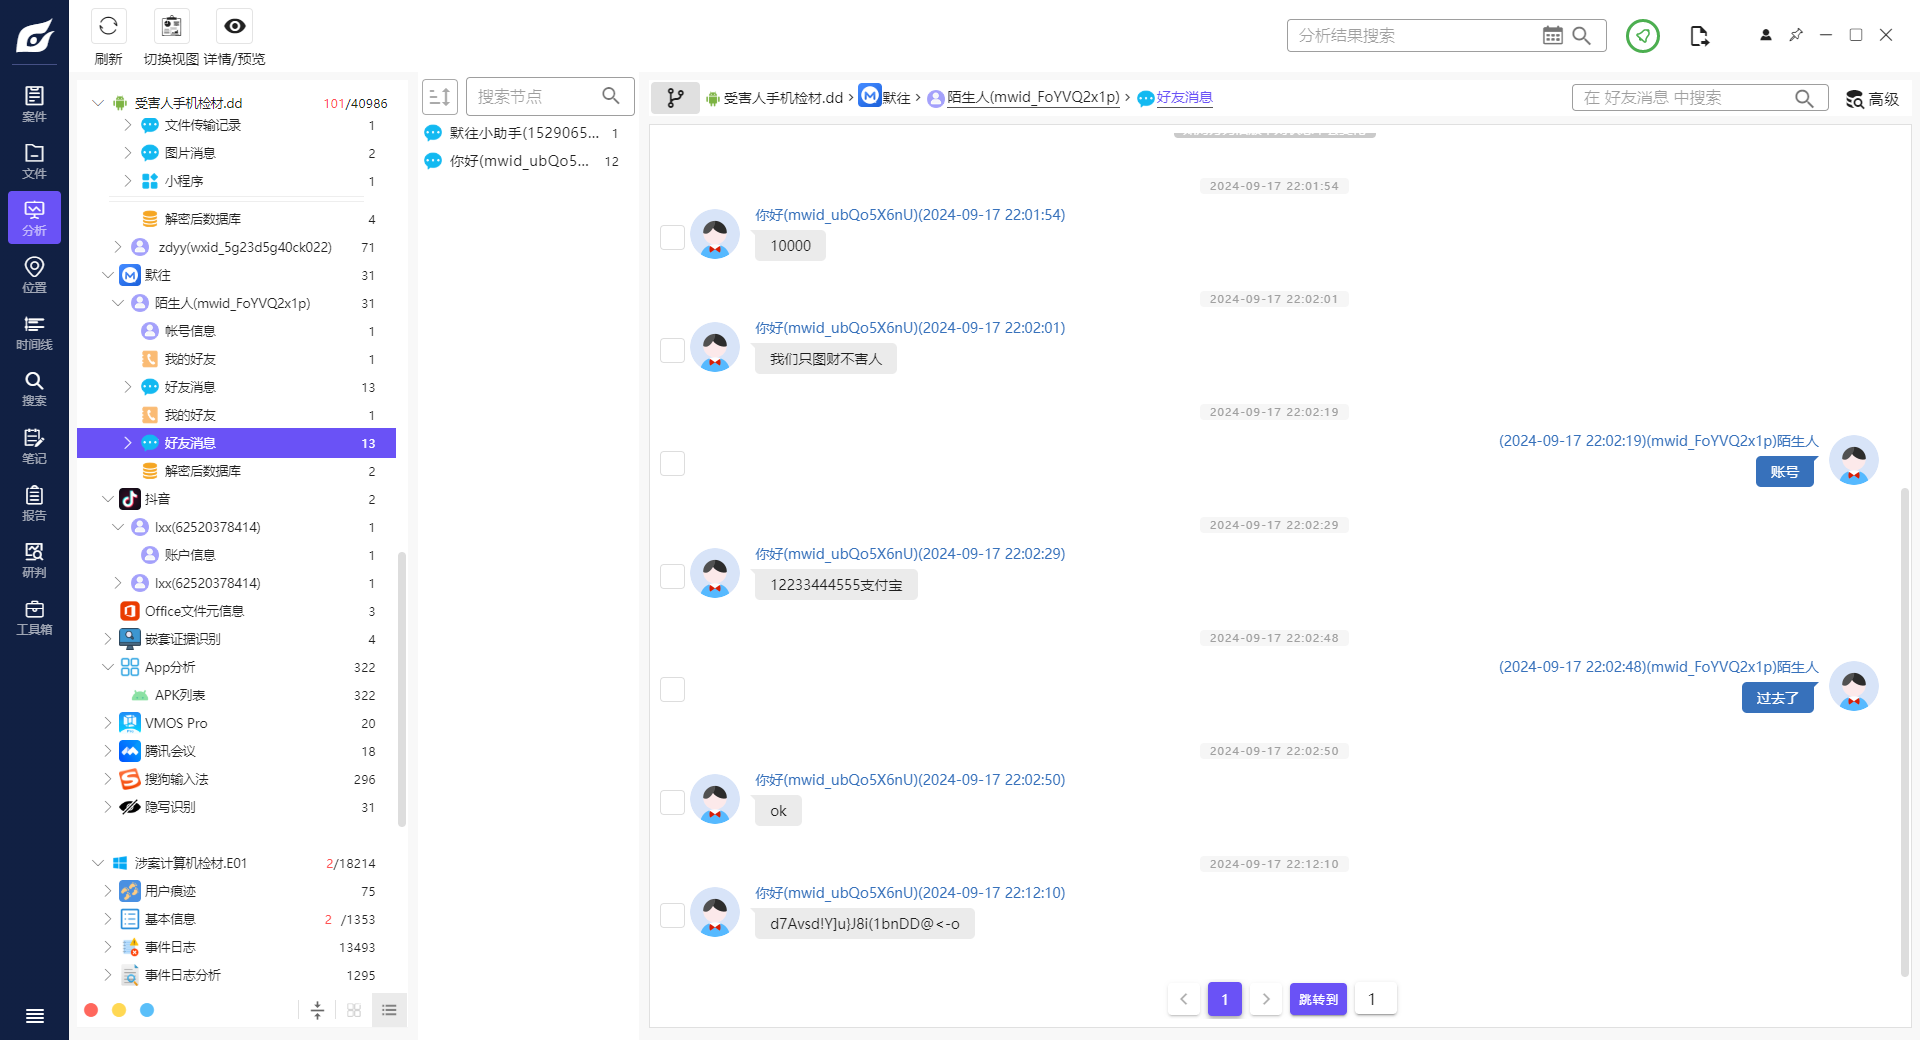 刷新
切换视图
详情/预览
分析结果搜索
案件
文件
分析
位置
时间线
搜索
笔记
报告
研判
工具箱
受害人手机检材.dd 101/40986
文件传输记录 1
图片消息 2
小程序 1
解密后数据库 4
zdyy(wxid_5g23d5g40ck022) 71
默往 31
陌生人(mwid_FoYVQ2x1p) 31
帐号信息 1
我的好友 1
好友消息 13
我的好友 1
好友消息 13
解密后数据库 2
抖音 2
lxx(62520378414) 1
账户信息 1
lxx(62520378414) 1
Office文件元信息 3
嵌套证据识别 4
App分析 322
APK列表 322
VMOS Pro 20
腾讯会议 18
搜狗输入法 296
隐写识别 31
涉案计算机检材.E01 2/18214
用户痕迹 75
基本信息 2 /1353
事件日志 13493
事件日志分析 1295
搜索节点
默往小助手(1529065... 1
你好(mwid_ubQo5... 12
受害人手机检材.dd › 默往 › 陌生人(mwid_FoYVQ2x1p) › 好友消息
在 好友消息 中搜索
高级
2024-09-17 22:01:54
你好(mwid_ubQo5X6nU)(2024-09-17 22:01:54)
10000
2024-09-17 22:02:01
你好(mwid_ubQo5X6nU)(2024-09-17 22:02:01)
我们只图财不害人
2024-09-17 22:02:19
(2024-09-17 22:02:19)(mwid_FoYVQ2x1p)陌生人
账号
2024-09-17 22:02:29
你好(mwid_ubQo5X6nU)(2024-09-17 22:02:29)
12233444555支付宝
2024-09-17 22:02:48
(2024-09-17 22:02:48)(mwid_FoYVQ2x1p)陌生人
过去了
2024-09-17 22:02:50
你好(mwid_ubQo5X6nU)(2024-09-17 22:02:50)
ok
2024-09-17 22:12:10
你好(mwid_ubQo5X6nU)(2024-09-17 22:12:10)
d7Avsd!Y]u}J8i(1bnDD@<-o
1 跳转到 1